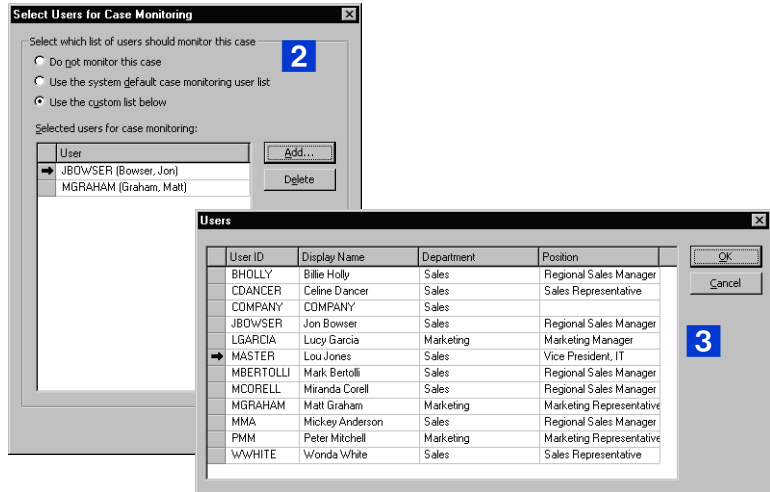 Select Users for Case Monitoring
Select which list of users should monitor this case
2
Do not monitor this case
Use the system default case monitoring user list
Use the custom list below
Selected users for case monitoring:
User
Add...
JBOWSER (Bowser, Jon)
Delete
MGRAHAM (Graham, Matt)
Users
User ID Display Name Department Position
OK
BHOLLY Billie Holly Sales Regional Sales Manager
Cancel
CDANCER Celine Dancer Sales Sales Representative
COMPANY COMPANY Sales
JBOWSER Jon Bowser Sales Regional Sales Manager
LGARCIA Lucy Garcia Marketing Marketing Manager
3
MASTER Lou Jones Sales Vice President, IT
MBERTOLLI Mark Bertolli Sales Regional Sales Manager
MCORELL Miranda Corell Sales Regional Sales Manager
MGRAHAM Matt Graham Marketing Marketing Representative
MMA Mickey Anderson Sales Regional Sales Manager
PMM Peter Mitchell Marketing Marketing Representative
WWHITE Wonda White Sales Sales Representative